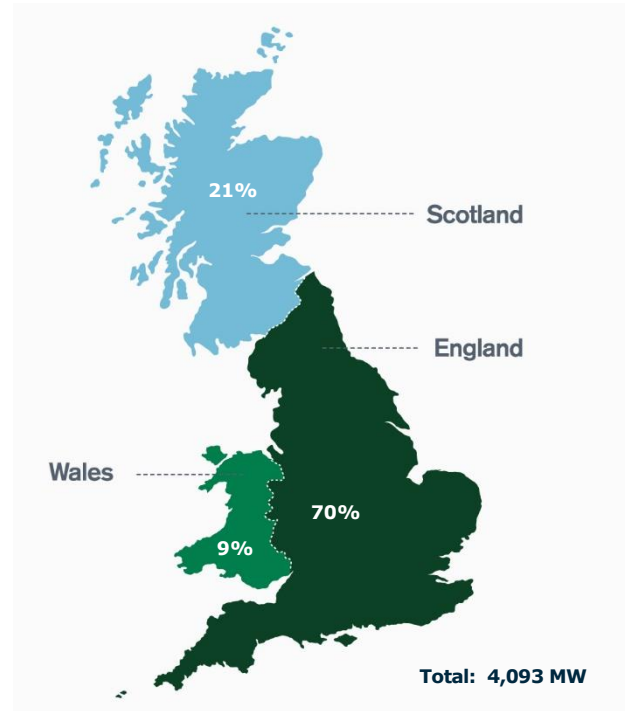 21%
Scotland
England
Wales
70%
9%
Total: 4,093 MW